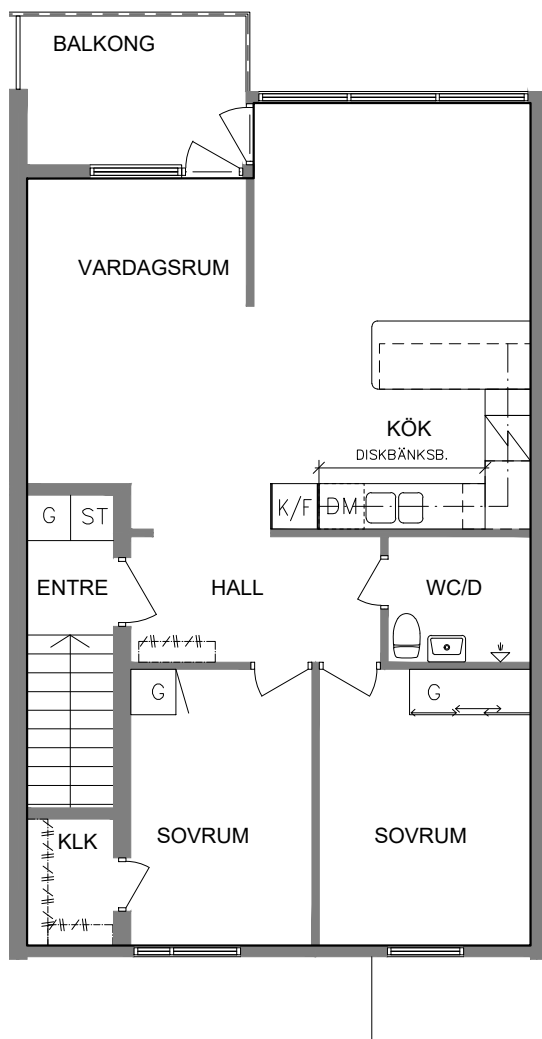 BALKONG
VARDAGSRUM
KÖK
DISKBÄNKSB.
K/F DM
G ST
ENTRE
HALL
WC/D
G
G
KLK
SOVRUM
SOVRUM